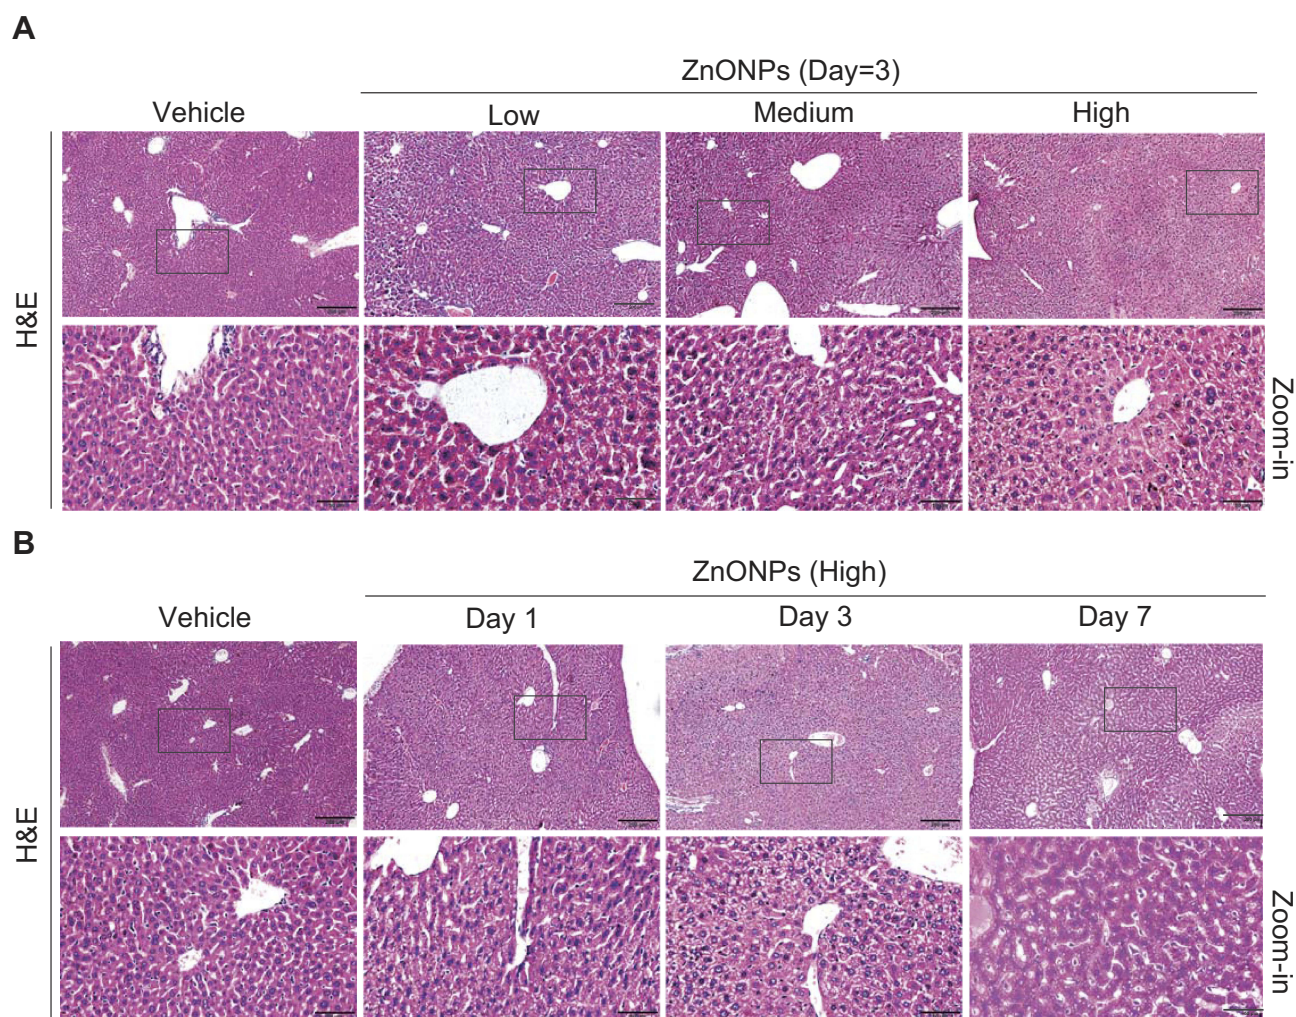 A
ZnONPs (Day=3)
Vehicle
Low
Medium
High
H&E
Zoom-in
B
ZnONPs (High)
Vehicle
Day 1
Day 3
Day 7
H&E
Zoom-in